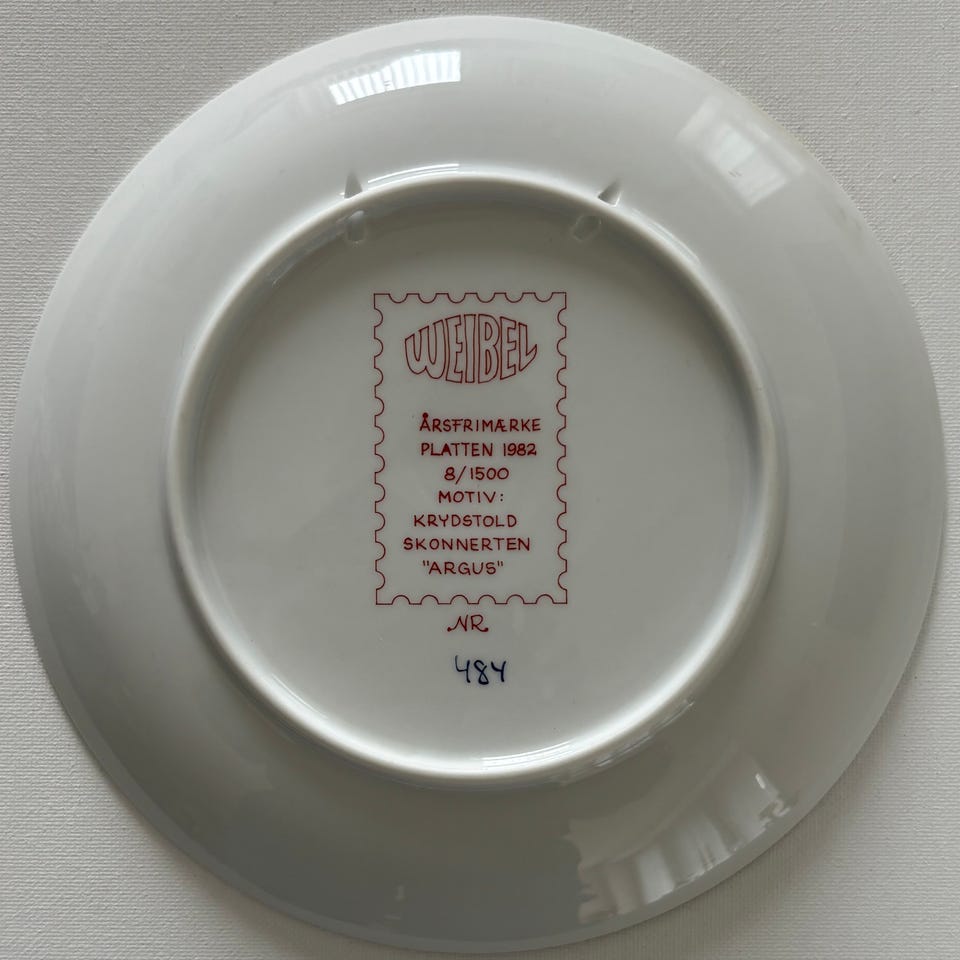 WEIBEL
ÅRSFRIMÆRKE
PLATTEN 1982
8/1500
MOTIV:
KRYDSTOLD
SKONNERTEN
"ARGUS"
NR
484